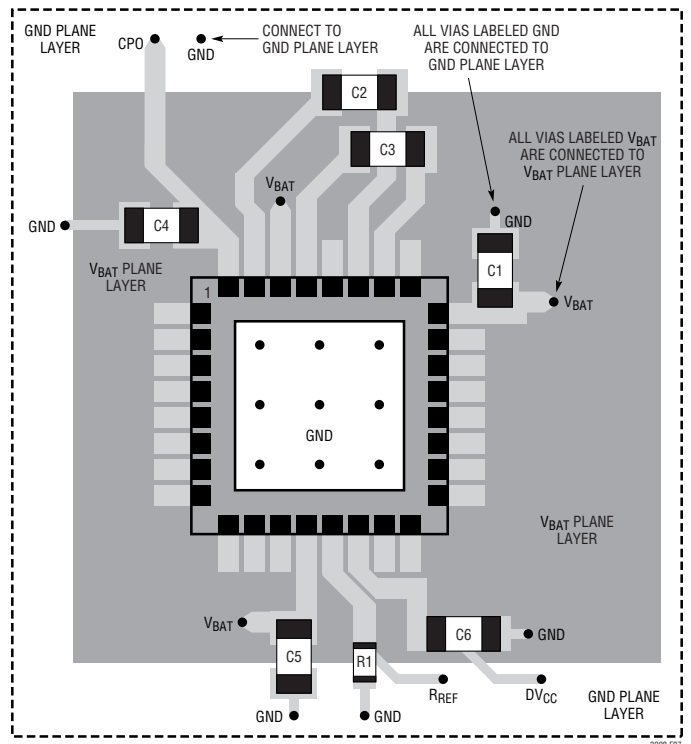 GND PLANE
LAYER
CPO
GND
CONNECT TO
GND PLANE LAYER
ALL VIAS LABELED GND
ARE CONNECTED TO
GND PLANE LAYER
C2
C3
ALL VIAS LABELED VBAT
ARE CONNECTED TO
VBAT PLANE LAYER
VBAT
GND
C4
GND
C1
VBAT PLANE
LAYER
1
VBAT
GND
VBAT PLANE
LAYER
VBAT
C5
R1
C6
GND
RREF
DVCC
GND PLANE
LAYER
GND
GND